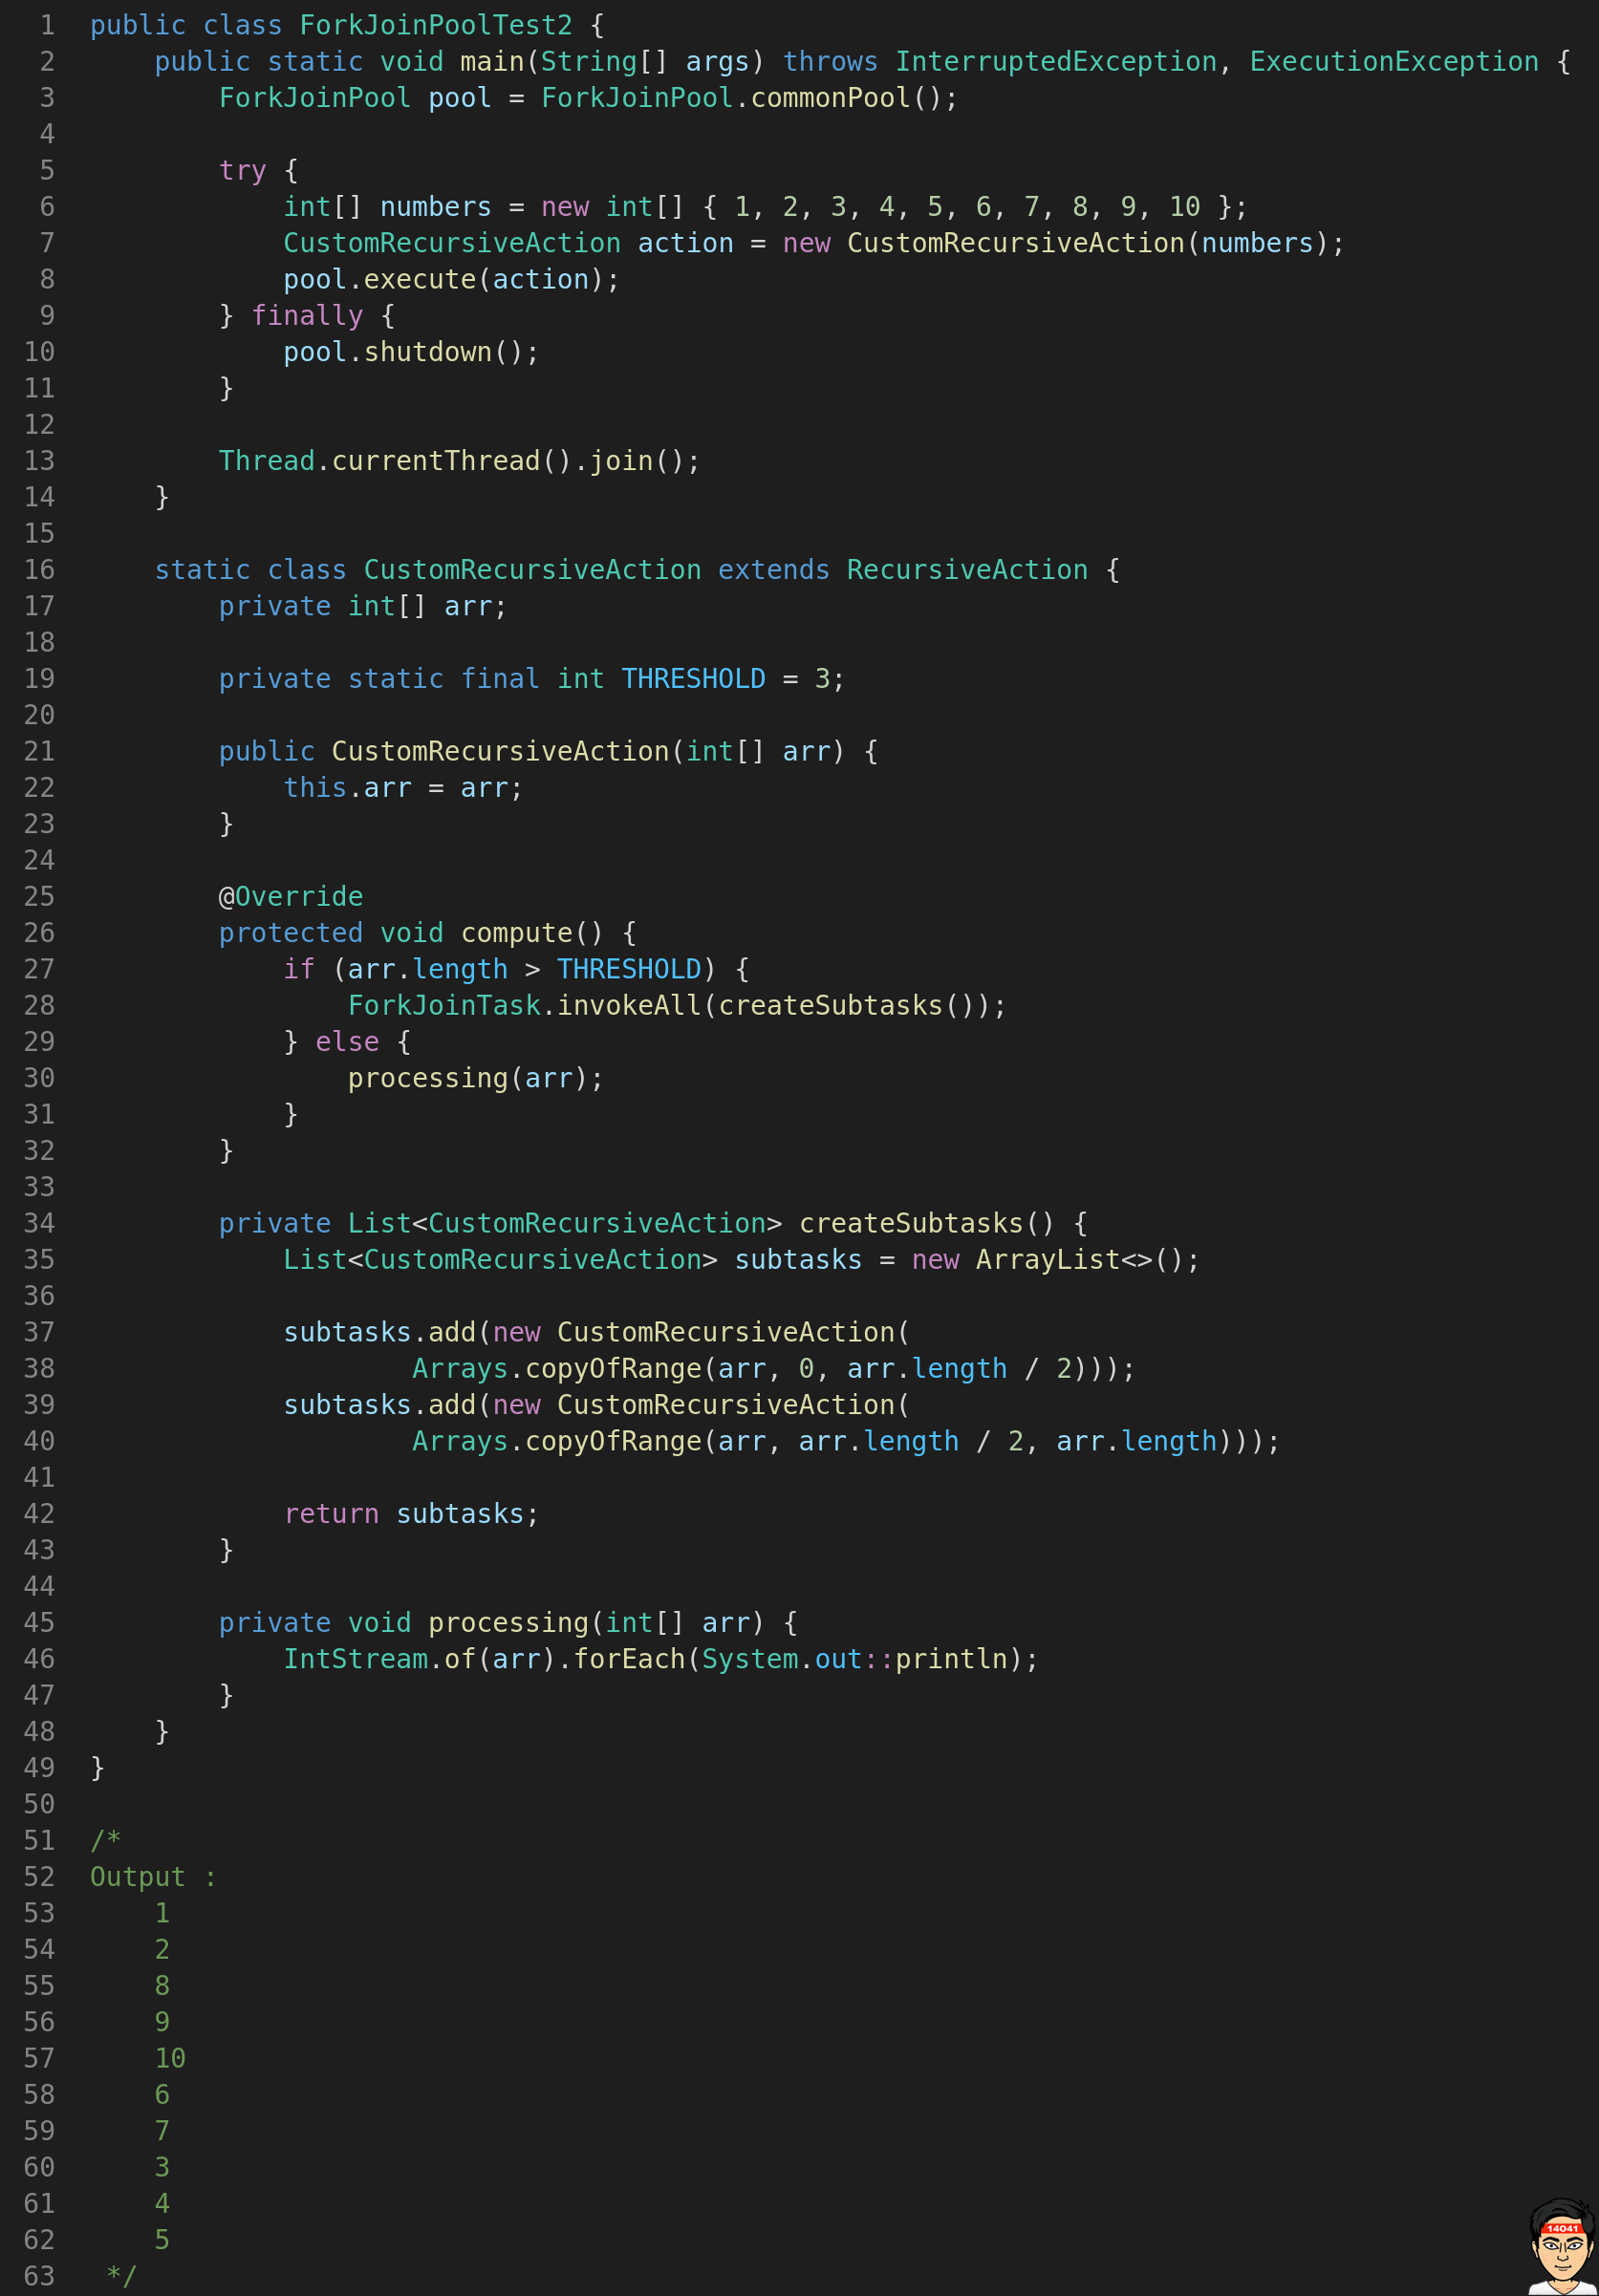 1 public class ForkJoinPoolTest2 {
2     public static void main(String[] args) throws InterruptedException, ExecutionException {
3         ForkJoinPool pool = ForkJoinPool.commonPool();
4
5         try {
6             int[] numbers = new int[] { 1, 2, 3, 4, 5, 6, 7, 8, 9, 10 };
7             CustomRecursiveAction action = new CustomRecursiveAction(numbers);
8             pool.execute(action);
9         } finally {
10             pool.shutdown();
11         }
12
13         Thread.currentThread().join();
14     }
15
16     static class CustomRecursiveAction extends RecursiveAction {
17         private int[] arr;
18
19         private static final int THRESHOLD = 3;
20
21         public CustomRecursiveAction(int[] arr) {
22             this.arr = arr;
23         }
24
25         @Override
26         protected void compute() {
27             if (arr.length > THRESHOLD) {
28                 ForkJoinTask.invokeAll(createSubtasks());
29             } else {
30                 processing(arr);
31             }
32         }
33
34         private List<CustomRecursiveAction> createSubtasks() {
35             List<CustomRecursiveAction> subtasks = new ArrayList<>();
36
37             subtasks.add(new CustomRecursiveAction(
38                     Arrays.copyOfRange(arr, 0, arr.length / 2)));
39             subtasks.add(new CustomRecursiveAction(
40                     Arrays.copyOfRange(arr, arr.length / 2, arr.length)));
41
42             return subtasks;
43         }
44
45         private void processing(int[] arr) {
46             IntStream.of(arr).forEach(System.out::println);
47         }
48     }
49 }
50
51 /*
52 Output :
53     1
54     2
55     8
56     9
57     10
58     6
59     7
60     3
61     4
62     5
63  */
14041